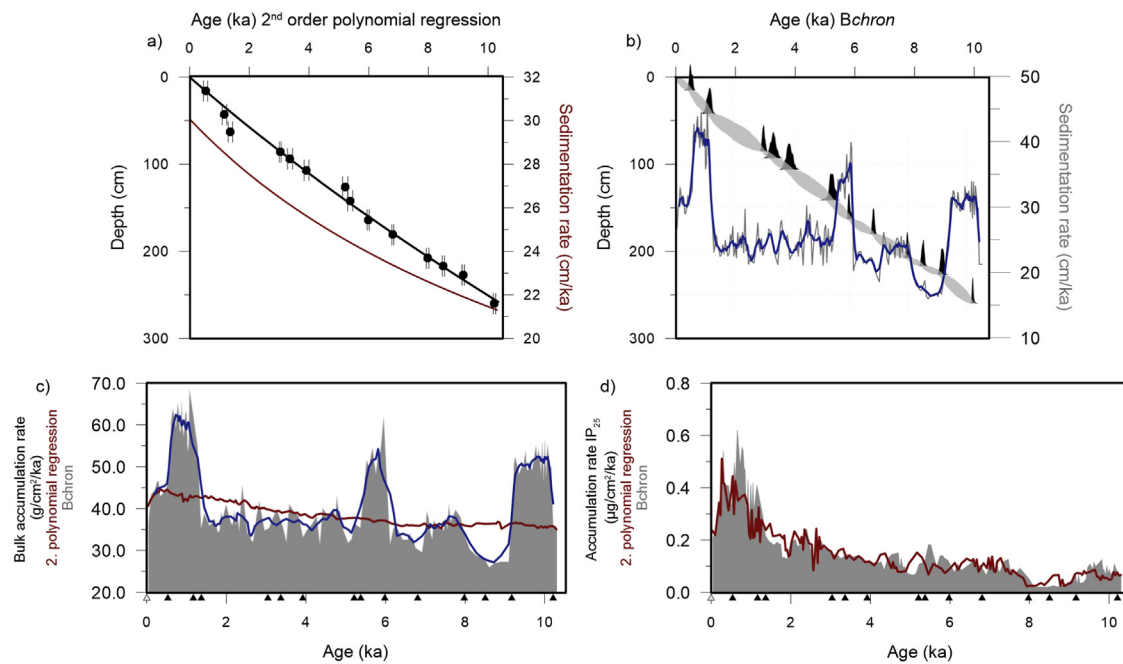 Age (ka) 2nd order polynomial regression
0 2 4 6 8 10
a)
0
100
200
300
Depth (cm)
32
30
28
26
24
22
20
Sedimentation rate (cm/ka)
Age (ka) Bchron
0 2 4 6 8 10
b)
0
100
200
300
Depth (cm)
50
40
30
20
10
Sedimentation rate (cm/ka)
c)
70.0
60.0
50.0
40.0
30.0
20.0
Bulk accumulation rate
(g/cm²/ka)
2. polynomial regression
Bchron
0 2 4 6 8 10
Age (ka)
d)
0.8
0.6
0.4
0.2
0.0
Accumulation rate IP25
(µg/cm²/ka)
2. polynomial regression
Bchron
0 2 4 6 8 10
Age (ka)